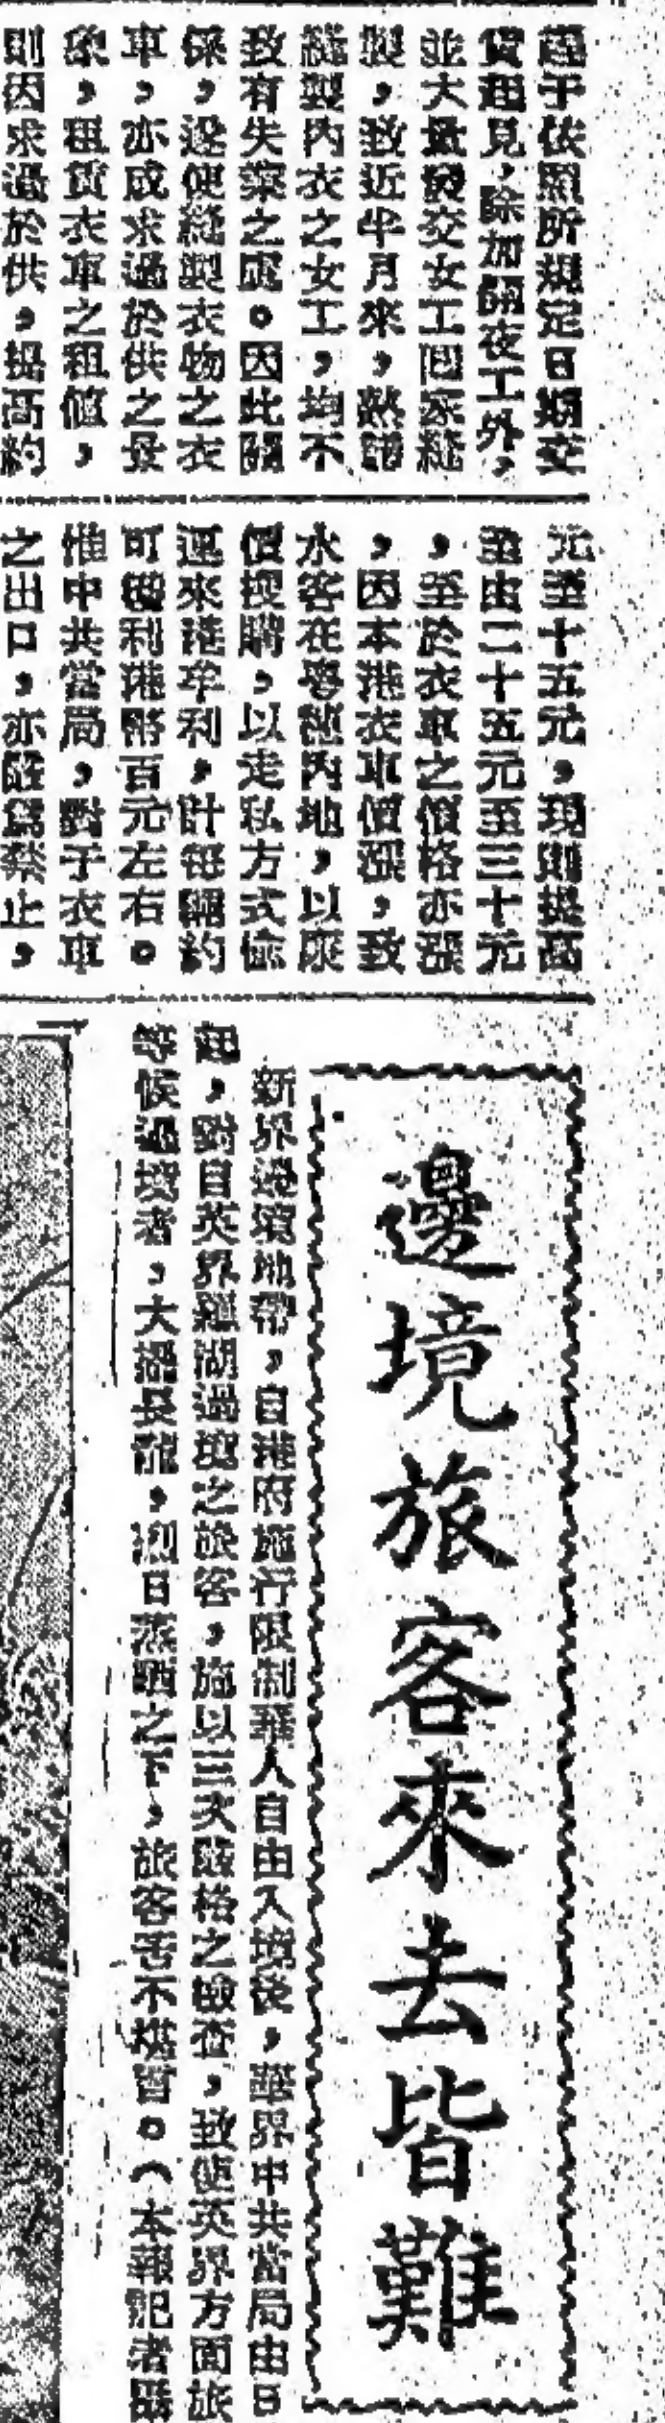 趕于依照所規定日期交
貨起見，除加開夜工外，
並大量發交女工回家縫
製，致近半月來，熟諳
縫製內衣之女工，均不
致有失業之虞。因此關
係，遂使縫製衣物之衣
車，亦成求過於供之景
象，租賃衣車之租值，
則因求過於供，提高約
元至十五元，現則提高
至由二十五元至三十元
，至於衣車之價格亦漲
，因本港衣車價漲，致
水客在粵穗內地，以廉
價搜購，以走私方式偷
運來港牟利，計每輛約
可獲利港幣百元左右。
惟中共當局，對于衣車
之出口，亦嚴為禁止，
邊境旅客來去皆難
新界邊境地帶，自港府施行限制華人自由入境後，華界中共當局由日
起，對自英界羅湖過境之旅客，施以三次嚴格之檢查，致使英界方面旅
等候過境者，大擺長龍，烈日蒸晒之下，旅客苦不堪言。（本報記者攝